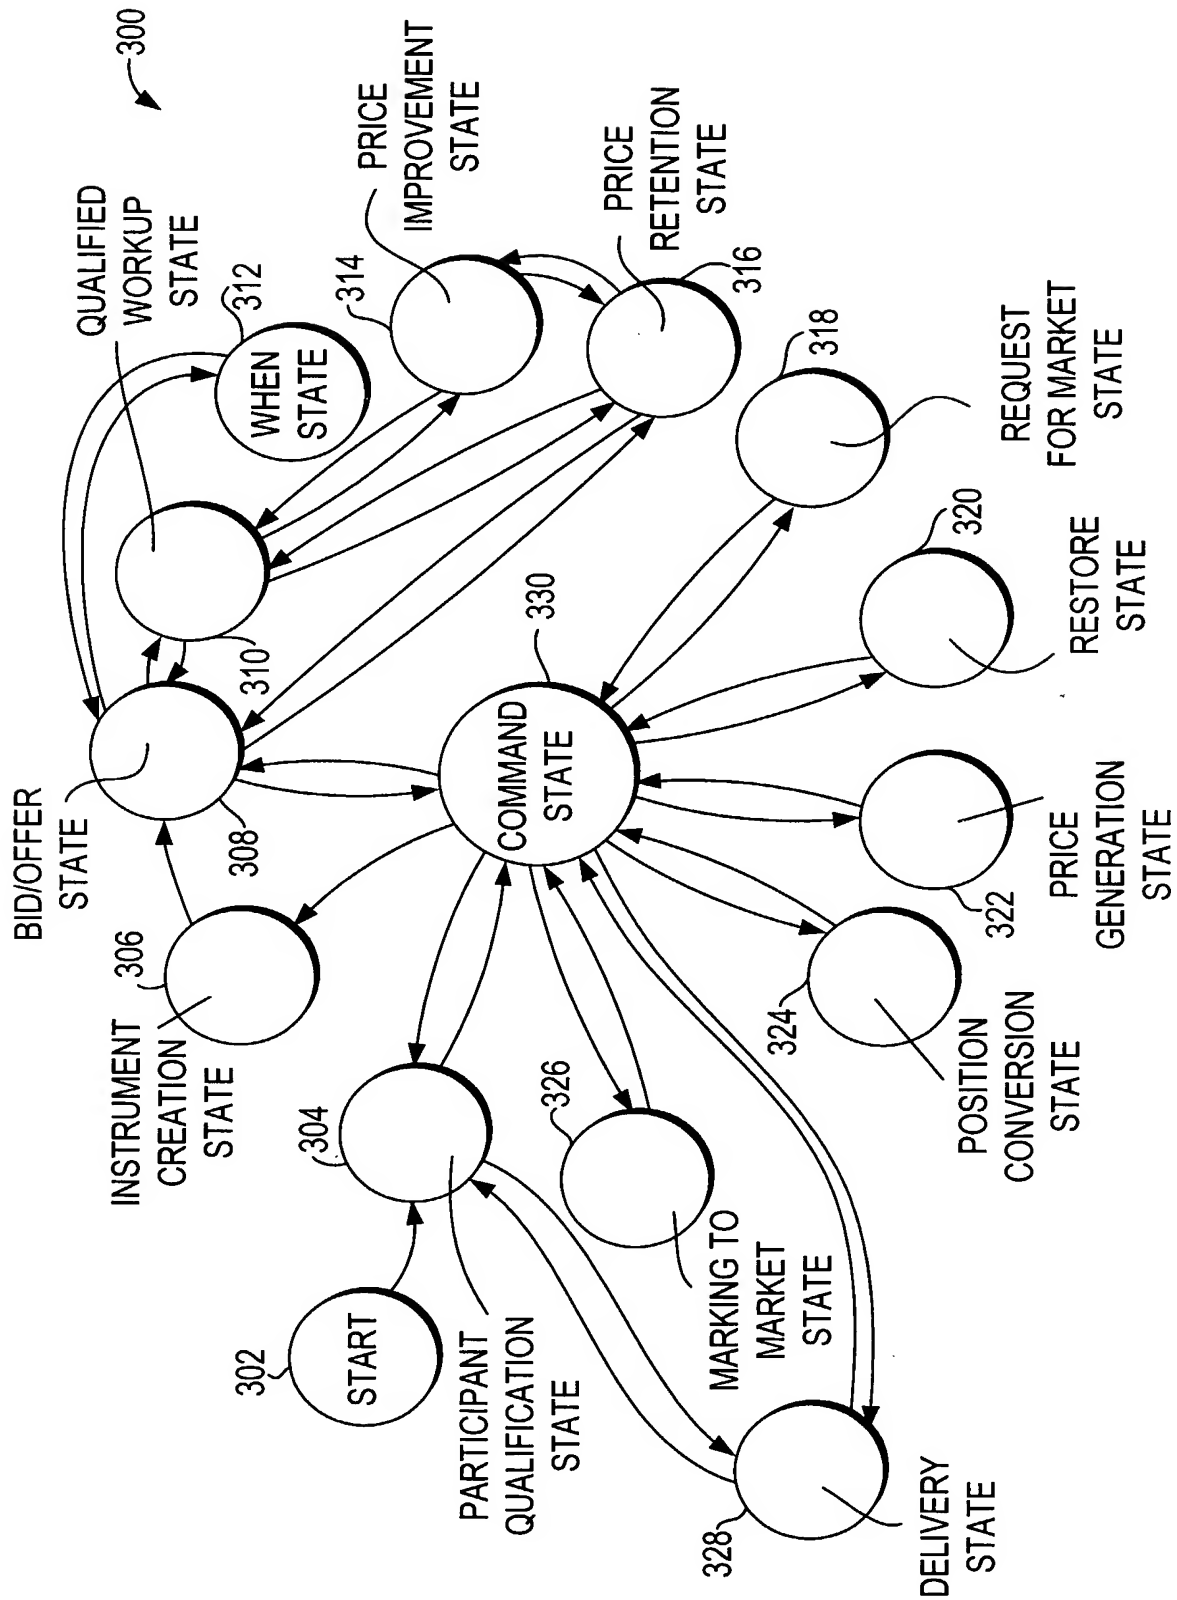 300
QUALIFIED
WORKUP
STATE
312
WHEN
STATE
PRICE
IMPROVEMENT
STATE
314
PRICE
RETENTION
STATE
316
318
REQUEST
FOR MARKET
STATE
320
RESTORE
STATE
310
330
COMMAND
STATE
BID/OFFER
STATE
308
306
INSTRUMENT
CREATION
STATE
322
PRICE
GENERATION
STATE
324
POSITION
CONVERSION
STATE
326
MARKING TO
MARKET
STATE
304
PARTICIPANT
QUALIFICATION
STATE
302
START
328
DELIVERY
STATE